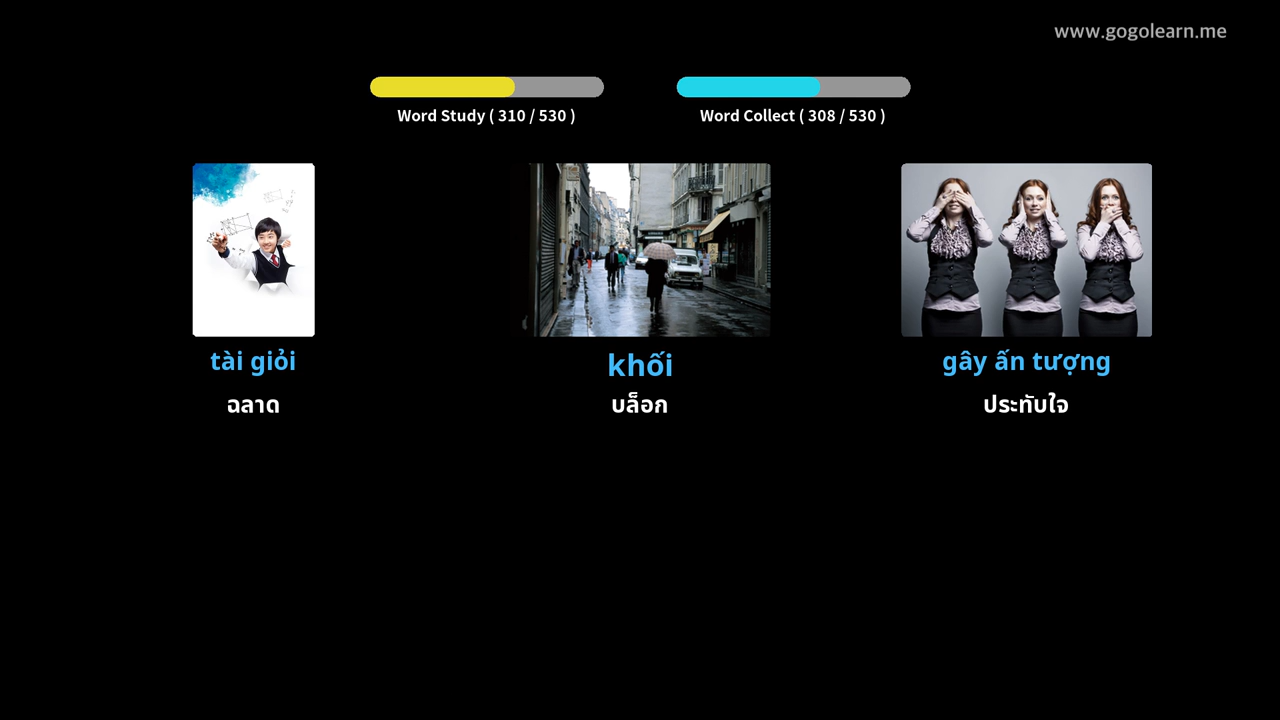 www.gogolearn.me
Word Study ( 310 / 530 )
Word Collect ( 308 / 530 )
tài giỏi
khối
gây ấn tượng
ฉลาด
บล็อก
ประทับใจ